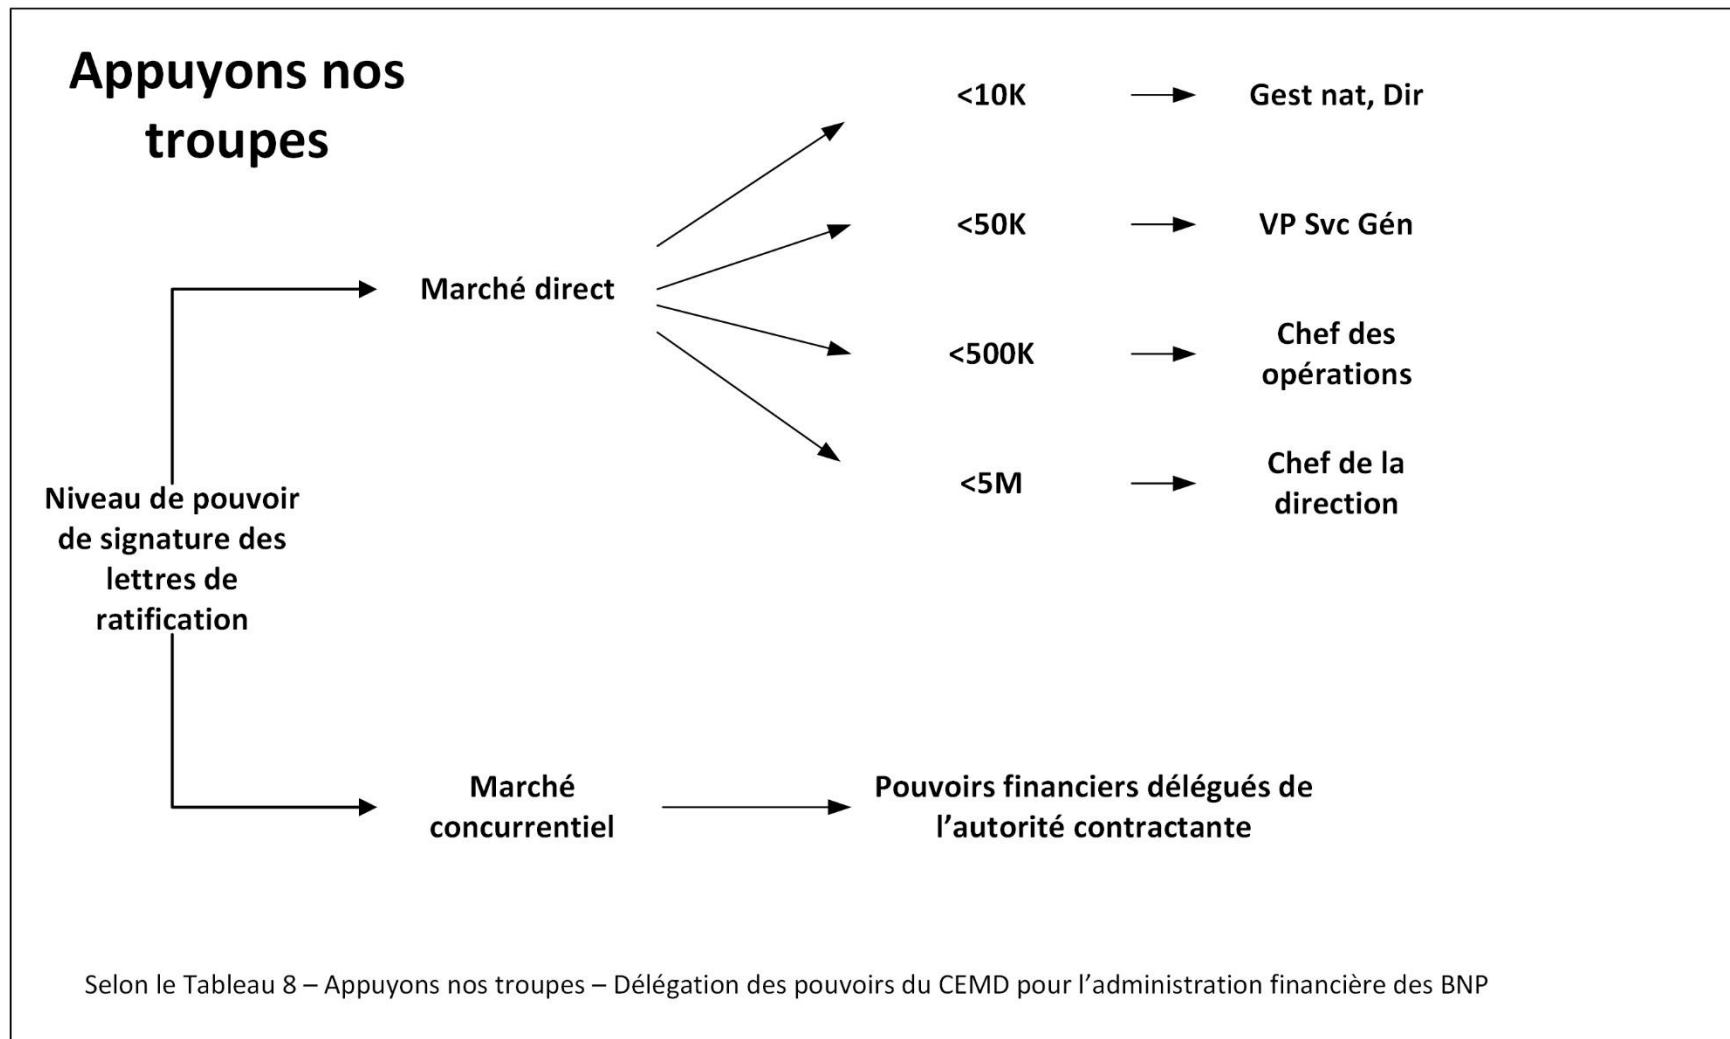 Appuyons nos
troupes
<10K
Gest nat, Dir
<50K
VP Svc Gén
Marché direct
<500K
Chef des
opérations
<5M
Chef de la
direction
Niveau de pouvoir
de signature des
lettres de
ratification
Marché
concurrentiel
Pouvoirs financiers délégués de
l’autorité contractante
Selon le Tableau 8 – Appuyons nos troupes – Délégation des pouvoirs du CEMD pour l’administration financière des BNP